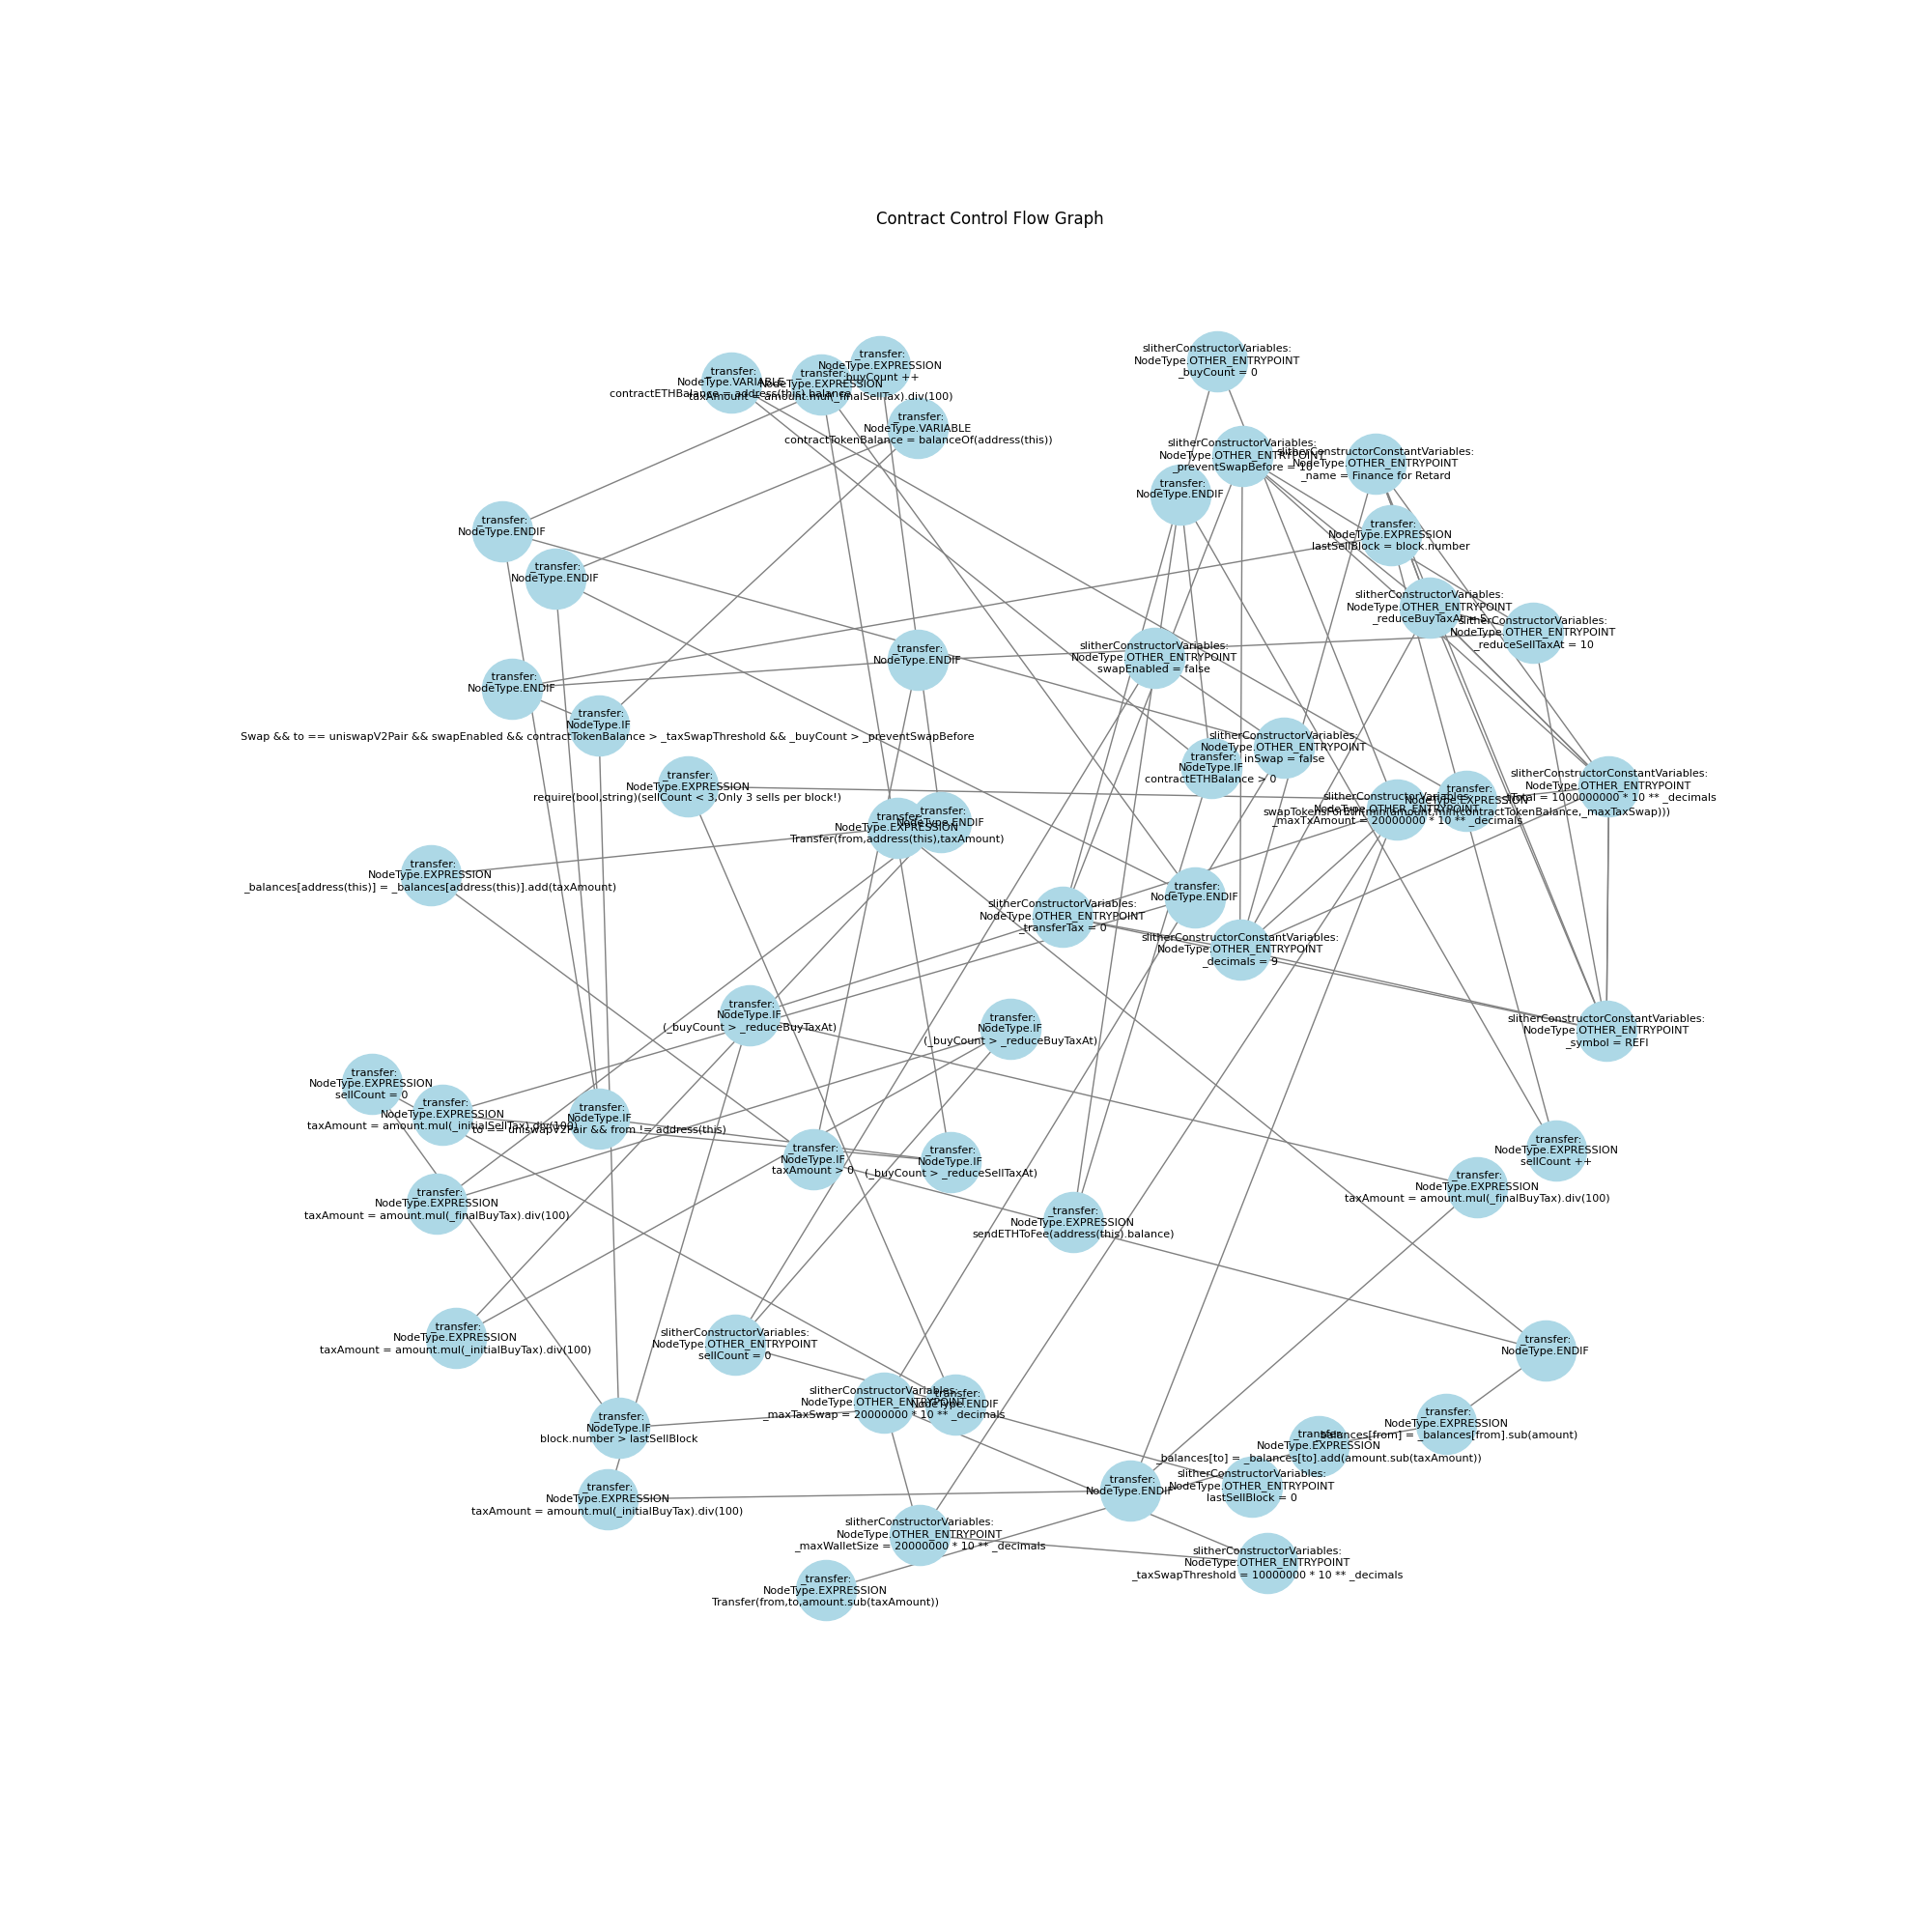 Contract Control Flow Graph
_transfer:
NodeType.EXPRESSION
_buyCount ++
slitherConstructorVariables:
NodeType.OTHER_ENTRYPOINT
_buyCount = 0
_transfer:
NodeType.VARIABLE
contractETHBalance = address(this).balance
_transfer:
NodeType.EXPRESSION
taxAmount = amount.mul(_finalSellTax).div(100)
_transfer:
NodeType.VARIABLE
contractTokenBalance = balanceOf(address(this))
slitherConstructorVariables:
NodeType.OTHER_ENTRYPOINT
_preventSwapBefore = 10
slitherConstructorConstantVariables:
NodeType.OTHER_ENTRYPOINT
_name = Finance for Retard
_transfer:
NodeType.ENDIF
_transfer:
NodeType.ENDIF
_transfer:
NodeType.EXPRESSION
lastSellBlock = block.number
_transfer:
NodeType.ENDIF
slitherConstructorVariables:
NodeType.OTHER_ENTRYPOINT
_reduceBuyTaxAt = 5
slitherConstructorVariables:
NodeType.OTHER_ENTRYPOINT
_reduceSellTaxAt = 10
_transfer:
NodeType.ENDIF
slitherConstructorVariables:
NodeType.OTHER_ENTRYPOINT
swapEnabled = false
_transfer:
NodeType.ENDIF
_transfer:
NodeType.IF
Swap && to == uniswapV2Pair && swapEnabled && contractTokenBalance > _taxSwapThreshold && _buyCount > _preventSwapBefore
slitherConstructorVariables:
NodeType.OTHER_ENTRYPOINT
inSwap = false
_transfer:
NodeType.IF
contractETHBalance > 0
_transfer:
NodeType.EXPRESSION
require(bool,string)(sellCount < 3,Only 3 sells per block!)
slitherConstructorVariables:
NodeType.OTHER_ENTRYPOINT
_maxTxAmount = 20000000 * 10 ** _decimals
_transfer:
NodeType.EXPRESSION
slitherConstructorConstantVariables:
NodeType.OTHER_ENTRYPOINT
_tTotal = 1000000000 * 10 ** _decimals
_transfer:
NodeType.EXPRESSION
Transfer(from,address(this),taxAmount)
NodeType.ENDIF
_transfer:
NodeType.EXPRESSION
_balances[address(this)] = _balances[address(this)].add(taxAmount)
_transfer:
NodeType.ENDIF
slitherConstructorVariables:
NodeType.OTHER_ENTRYPOINT
_transferTax = 0
slitherConstructorConstantVariables:
NodeType.OTHER_ENTRYPOINT
_decimals = 9
_transfer:
NodeType.IF
(_buyCount > _reduceBuyTaxAt)
_transfer:
NodeType.IF
(_buyCount > _reduceBuyTaxAt)
slitherConstructorConstantVariables:
NodeType.OTHER_ENTRYPOINT
_symbol = REFI
_transfer:
NodeType.EXPRESSION
sellCount = 0
_transfer:
NodeType.EXPRESSION
taxAmount = amount.mul(_initialSellTax).div(100)
_transfer:
NodeType.IF
to == uniswapV2Pair && from != address(this)
_transfer:
NodeType.IF
taxAmount > 0
_transfer:
NodeType.IF
(_buyCount > _reduceSellTaxAt)
_transfer:
NodeType.EXPRESSION
sellCount ++
_transfer:
NodeType.EXPRESSION
taxAmount = amount.mul(_finalBuyTax).div(100)
_transfer:
NodeType.EXPRESSION
taxAmount = amount.mul(_finalBuyTax).div(100)
_transfer:
NodeType.EXPRESSION
sendETHToFee(address(this).balance)
_transfer:
NodeType.EXPRESSION
taxAmount = amount.mul(_initialBuyTax).div(100)
slitherConstructorVariables:
NodeType.OTHER_ENTRYPOINT
sellCount = 0
_transfer:
NodeType.ENDIF
slitherConstructorVariables:
NodeType.OTHER_ENTRYPOINT
_maxTaxSwap = 20000000 * 10 ** _decimals
_transfer:
NodeType.ENDIF
_transfer:
NodeType.EXPRESSION
_balances[from] = _balances[from].sub(amount)
_transfer:
NodeType.IF
block.number > lastSellBlock
_transfer:
NodeType.EXPRESSION
_balances[to] = _balances[to].add(amount.sub(taxAmount))
slitherConstructorVariables:
NodeType.OTHER_ENTRYPOINT
lastSellBlock = 0
_transfer:
NodeType.ENDIF
_transfer:
NodeType.EXPRESSION
taxAmount = amount.mul(_initialBuyTax).div(100)
slitherConstructorVariables:
NodeType.OTHER_ENTRYPOINT
_maxWalletSize = 20000000 * 10 ** _decimals
slitherConstructorVariables:
NodeType.OTHER_ENTRYPOINT
_taxSwapThreshold = 10000000 * 10 ** _decimals
_transfer:
NodeType.EXPRESSION
Transfer(from,to,amount.sub(taxAmount))